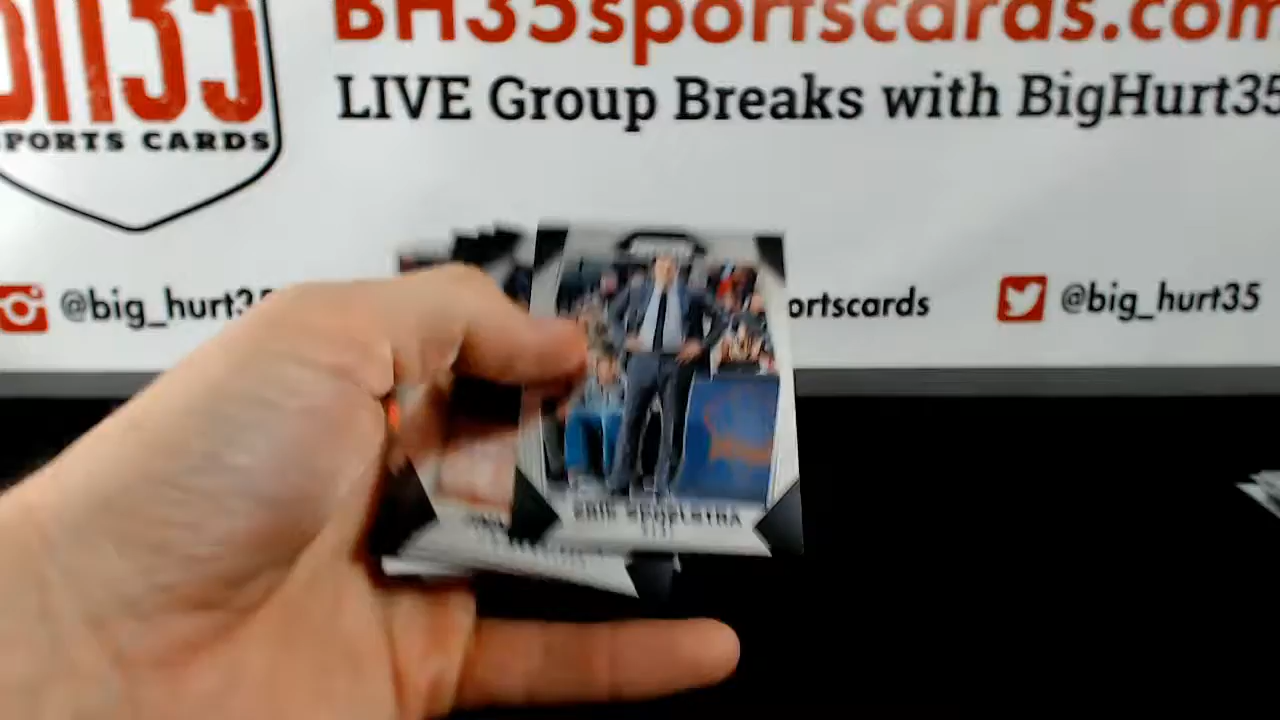 BH35sportscards.com
BH35
SPORTS CARDS
LIVE Group Breaks with BigHurt35
@big_hurt35
ortscards
@big_hurt35
ERIK SPOELSTRA